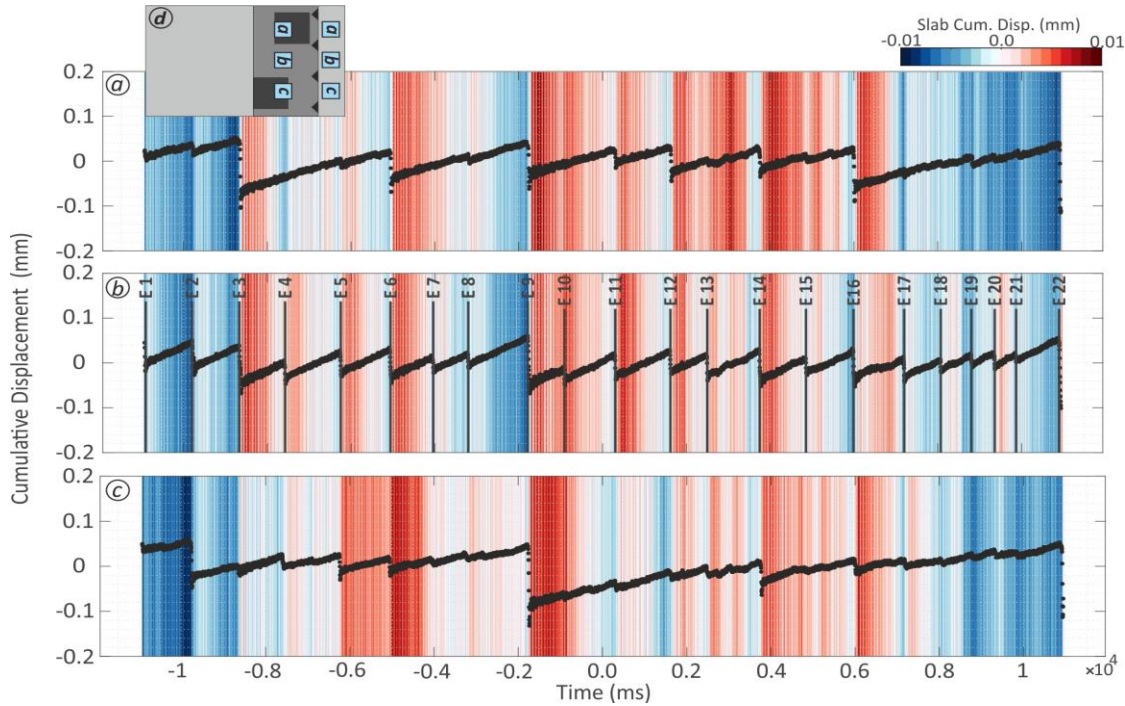 d
a a
b b
c c
Slab Cum. Disp. (mm)
-0.01 0.0 0.01
Cumulative Displacement (mm)
a
0.2
0.1
0
-0.1
-0.2
b
0.2
0.1
0
-0.1
-0.2
E 1 E 2 E 3 E 4 E 5 E 6 E 7 E 8 E 9 E 10 E 11 E 12 E 13 E 14 E 15 E16 E 17 E 18 E 19 E 20 E 21 E 22
c
0.2
0.1
0
-0.1
-0.2
-1 -0.8 -0.6 -0.4 -0.2 0.0 0.2 0.4 0.6 0.8 1 ×10⁴
Time (ms)